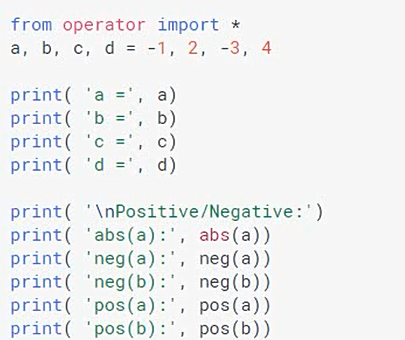 from operator import *
a, b, c, d = -1, 2, -3, 4
print( 'a =', a)
print( 'b =', b)
print( 'c =', c)
print( 'd =', d)
print( '\nPositive/Negative:')
print( 'abs(a):', abs(a))
print( 'neg(a):', neg(a))
print( 'neg(b):', neg(b))
print( 'pos(a):', pos(a))
print( 'pos(b):', pos(b))